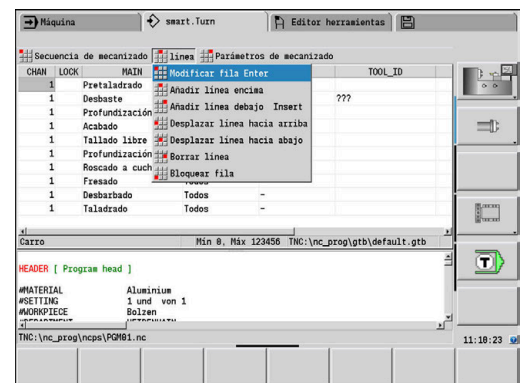 Máquina
smart.Turn
Editor herramientas
Secuencia de mecanizado línea Parámetros de mecanizado
CHAN LOCK MAIN TOOL_ID
1 Pretaladrado
1 Desbaste ???
1 Profundización
1 Acabado
1 Tallado libre
1 Profundización
1 Roscado a cuch
1 Fresado Todos
1 Desbarbado Todos -
1 Taladrado Todos -
Modificar fila Enter
Añadir línea encima
Añadir línea debajo Insert
Desplazar línea hacia arriba
Desplazar línea hacia abajo
Borrar línea
Bloquear fila
Carro Mín 0, Máx 123456 TNC:\nc_prog\gtb\default.gtb
HEADER [ Program head ]
#MATERIAL Aluminium
#SETTING 1 und von 1
#WORKPIECE Bolzen
TNC:\nc_prog\ncps\PGM01.nc
T
11:10:23